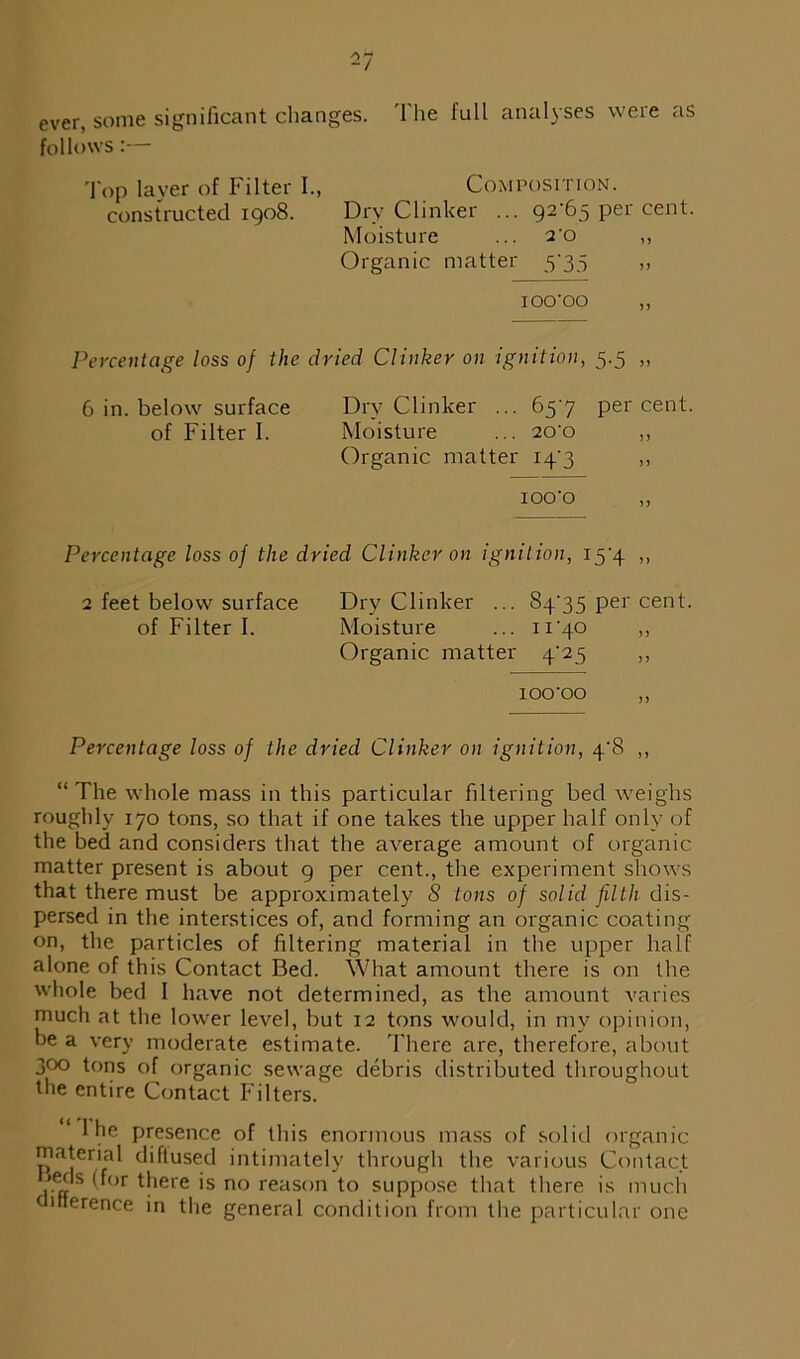 27
ever, some significant changes. The full analyses were as
follows :—
Top layer of Filter I., Composition.
constructed 1908. Dry Clinker ... 92·65 per cent.
Moisture ... 2·0 ,,
Organic matter 5·35 ,,
100·00 ,,
Percentage loss of the dried Clinker on ignition, 5.5 ,,
6 in. below surface Dry Clinker ... 65·7 per cent.
of Filter I. Moisture ... 20·0 ,,
Organic matter 14·3 ,,
100·0 ,,
Percentage loss of the dried Clinker on ignition, 15·4 ,,
2 feet below surface Dry Clinker ... 84·35 per cent.
of Filter I. Moisture ... 11·40 ,,
Organic matter 4·25 ,,
100·00 ,,
Percentage loss of the dried Clinker on ignition, 4·8 ,,
“ The whole mass in this particular filtering bed weighs
roughly 170 tons, so that if one takes the upper half only of
the bed and considers that the average amount of organic
matter present is about 9 per cent., the experiment shows
that there must be approximately 8 tons of solid filth dis-
persed in the interstices of, and forming an organic coating
on, the particles of filtering material in the upper half
alone of this Contact Bed. What amount there is on the
whole bed I have not determined, as the amount varies
much at the lower level, but 12 tons would, in my opinion,
be a very moderate estimate. There are, therefore, about
300 tons of organic sewage débris distributed throughout
the entire Contact Filters.
“ The presence of this enormous mass of solid organic
material diffused intimately through the various Contact
Beds (for there is no reason to suppose that there is much
difference in the general condition from the particular one